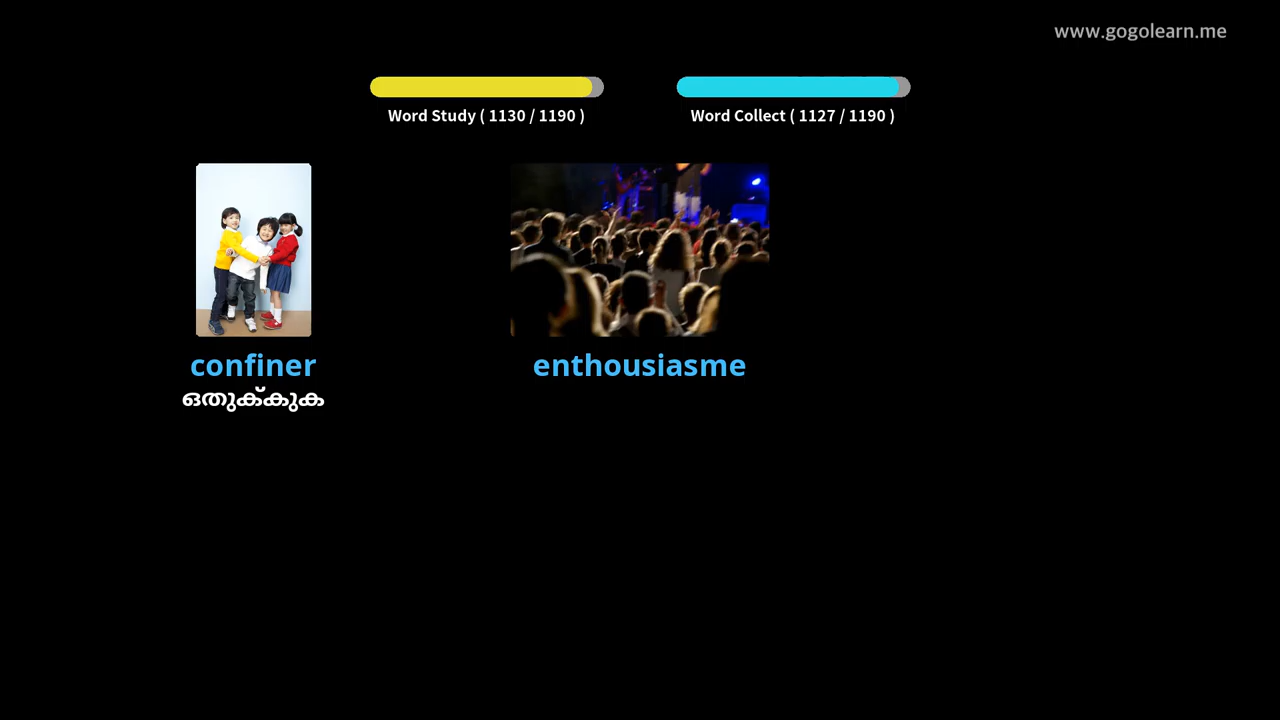 www.gogolearn.me
Word Study ( 1130 / 1190 )
Word Collect ( 1127 / 1190 )
confiner
ഒതുക്കുക
enthousiasme